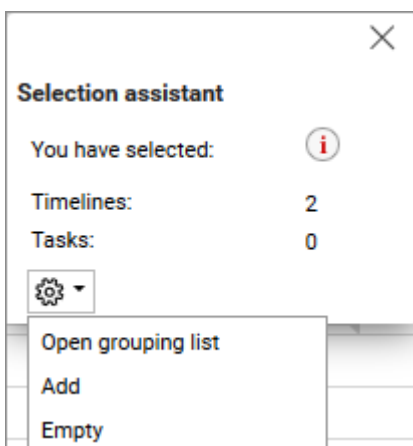 Selection assistant
You have selected: i
Timelines: 2
Tasks: 0
Open grouping list
Add
Empty